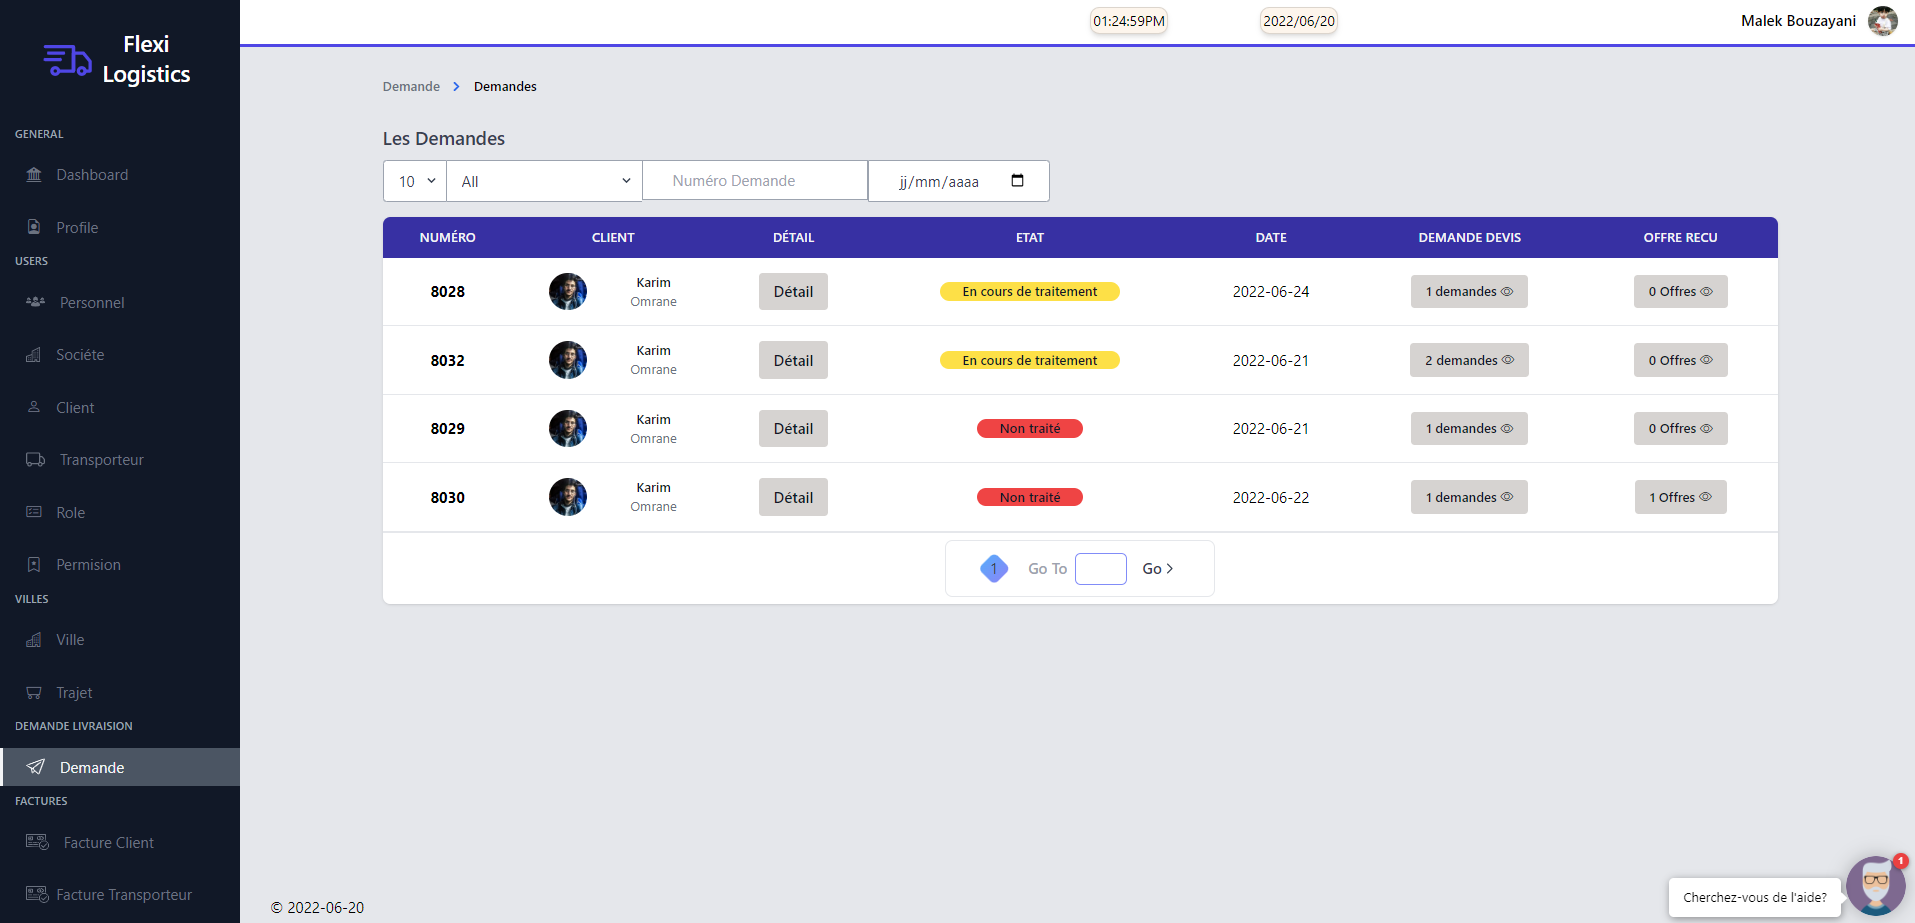 Flexi
Logistics
01:24:59PM
2022/06/20
Malek Bouzayani
GENERAL
Dashboard
Profile
USERS
Personnel
Sociéte
Client
Transporteur
Role
Permision
VILLES
Ville
Trajet
DEMANDE LIVRAISION
Demande
FACTURES
Facture Client
Facture Transporteur
Demande > Demandes
Les Demandes
10 All Numéro Demande jj/mm/aaaa
NUMÉRO CLIENT DÉTAIL ETAT DATE DEMANDE DEVIS OFFRE RECU
8028 Karim Omrane Détail En cours de traitement 2022-06-24 1 demandes 0 Offres
8032 Karim Omrane Détail En cours de traitement 2022-06-21 2 demandes 0 Offres
8029 Karim Omrane Détail Non traité 2022-06-21 1 demandes 0 Offres
8030 Karim Omrane Détail Non traité 2022-06-22 1 demandes 1 Offres
1 Go To Go >
© 2022-06-20
Cherchez-vous de l'aide?
1